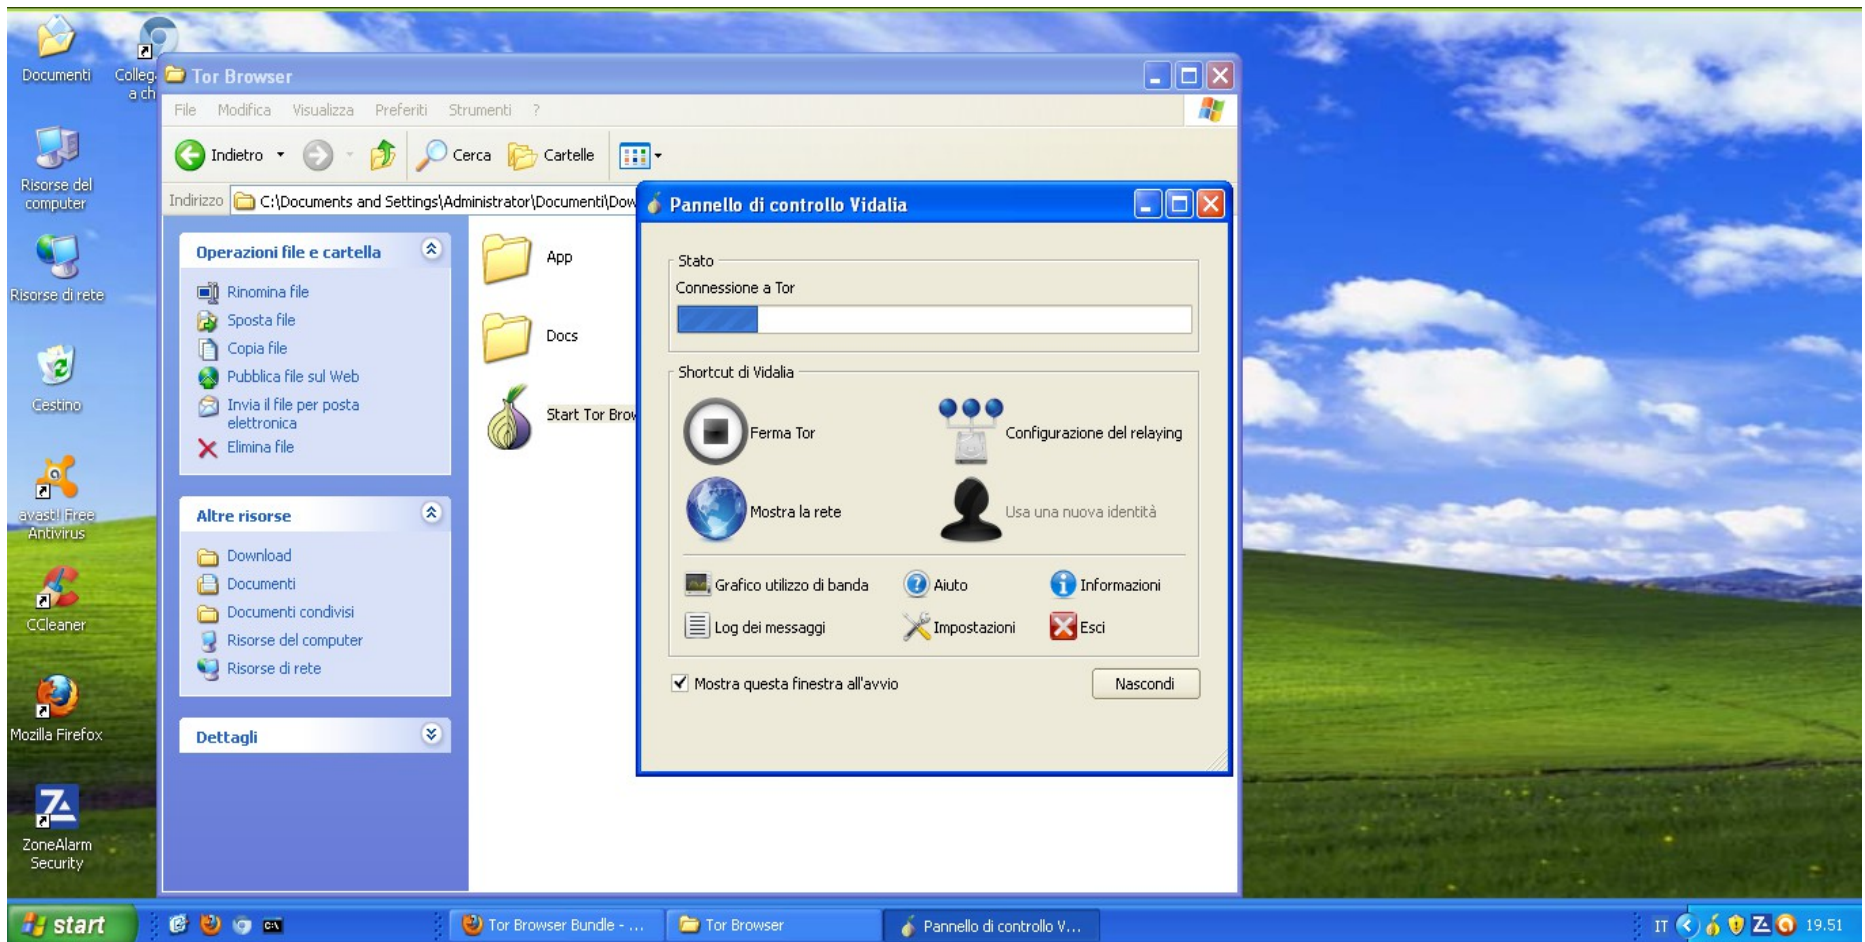 Documenti
Colleg
a ch
Risorse del
computer
Risorse di rete
Cestino
avast! Free
Antivirus
CCleaner
Mozilla Firefox
ZoneAlarm
Security
Tor Browser
File Modifica Visualizza Preferiti Strumenti ?
Indietro Cerca Cartelle
Indirizzo C:\Documents and Settings\Administrator\Documenti\Dow
Operazioni file e cartella
Rinomina file
Sposta file
Copia file
Pubblica file sul Web
Invia il file per posta
elettronica
Elimina file
Altre risorse
Download
Documenti
Documenti condivisi
Risorse del computer
Risorse di rete
Dettagli
App
Docs
Start Tor Brow
Pannello di controllo Vidalia
Stato
Connessione a Tor
Shortcut di Vidalia
Ferma Tor Configurazione del relaying
Mostra la rete Usa una nuova identità
Grafico utilizzo di banda Aiuto Informazioni
Log dei messaggi Impostazioni Esci
Mostra questa finestra all'avvio Nascondi
start Tor Browser Bundle - ... Tor Browser Pannello di controllo V... IT 19.51